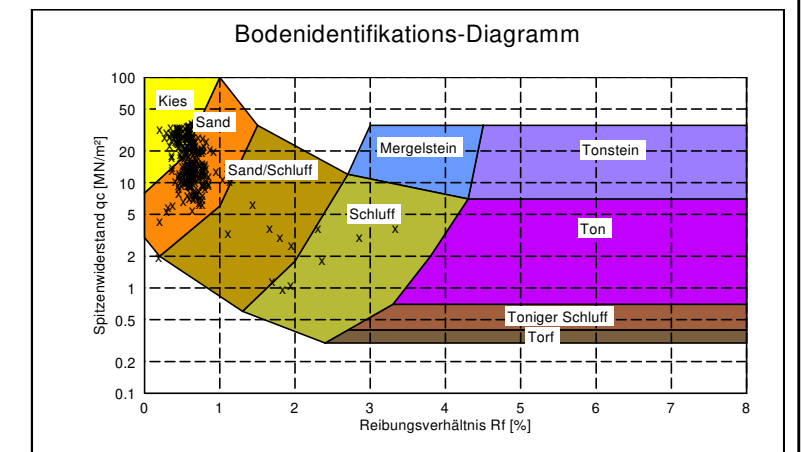 Bodenidentifikations-Diagramm
Spitzenwiderstand qc [MN/m²]
100
50
20
10
5
2
1
0.5
0.2
0.1
Kies
Sand
Sand/Schluff
Mergelstein
Tonstein
Schluff
Ton
Toniger Schluff
Torf
0 1 2 3 4 5 6 7 8
Reibungsverhältnis Rf [%]